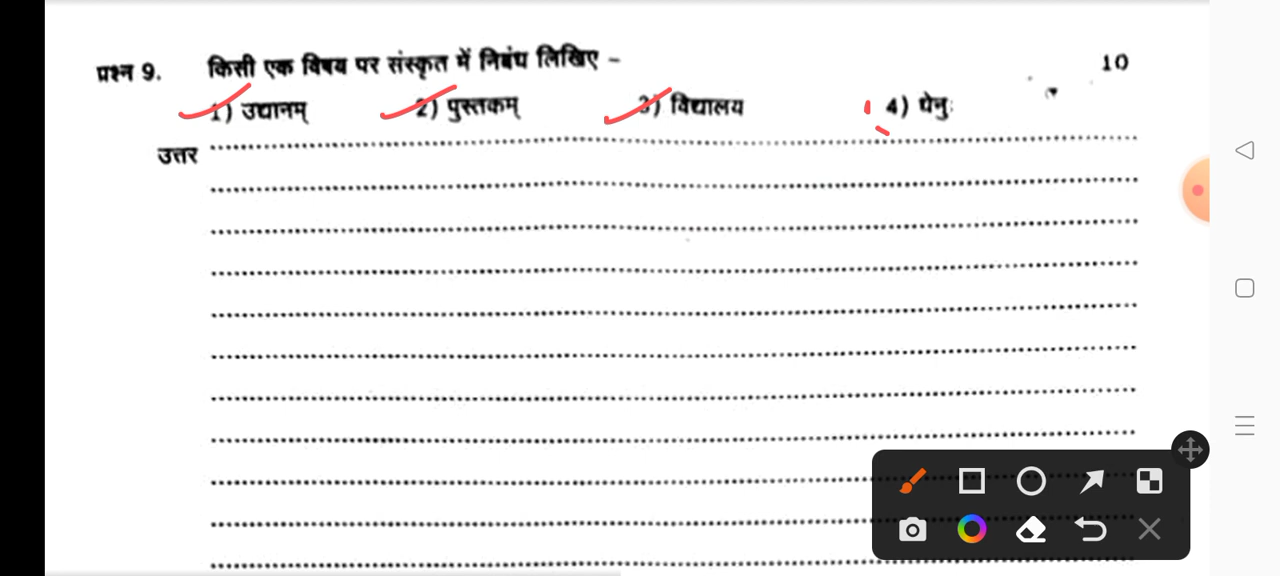 प्रश्न 9. किसी एक विषय पर संस्कृत में निबंध लिखिए – 10
1) उद्यानम् 2) पुस्तकम् 3) विद्यालय 4) धेनुः
उत्तर